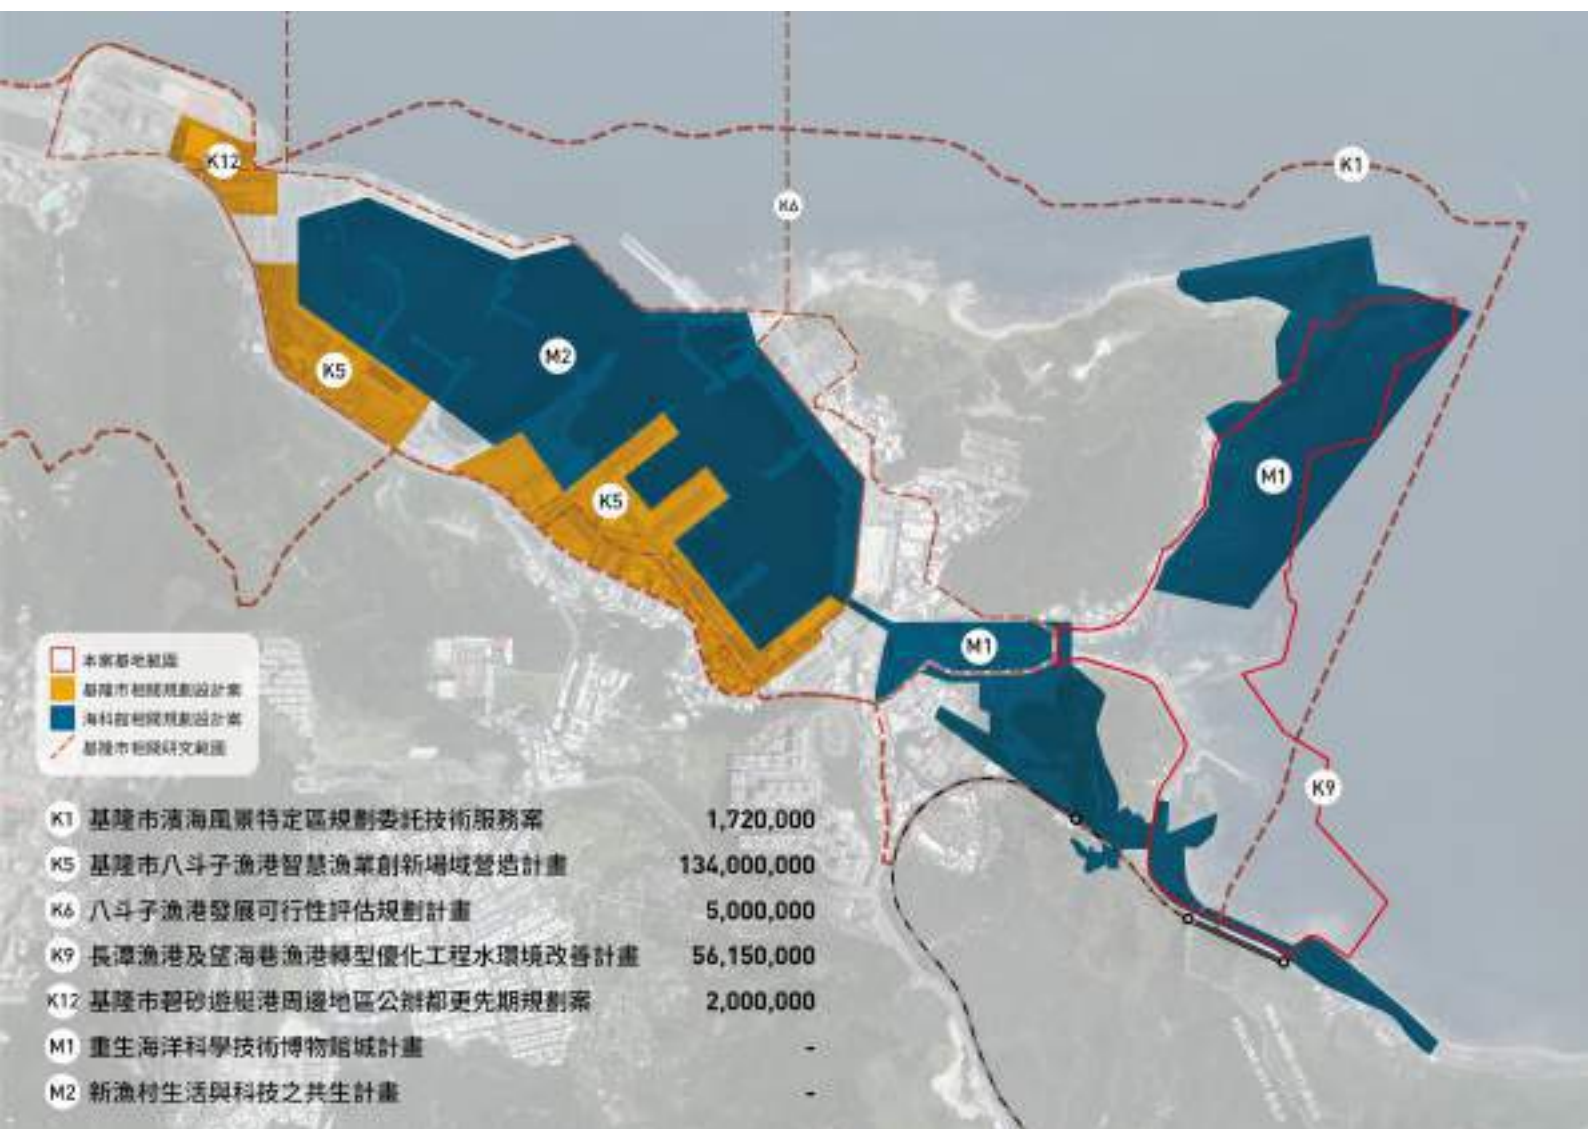 K12
K6
K1
M2
K5
K5
M1
M1
K9
本案基地範圍
基隆市相關規劃設計案
海科館相關規劃設計案
基隆市相關研究範圍
K1 基隆市濱海風景特定區規劃委託技術服務案 1,720,000
K5 基隆市八斗子漁港智慧漁業創新場域營造計畫 134,000,000
K6 八斗子漁港發展可行性評估規劃計畫 5,000,000
K9 長潭漁港及望海巷漁港轉型優化工程水環境改善計畫 56,150,000
K12 基隆市碧砂遊艇港周邊地區公辦都更先期規劃案 2,000,000
M1 重生海洋科學技術博物館城計畫 -
M2 新漁村生活與科技之共生計畫 -